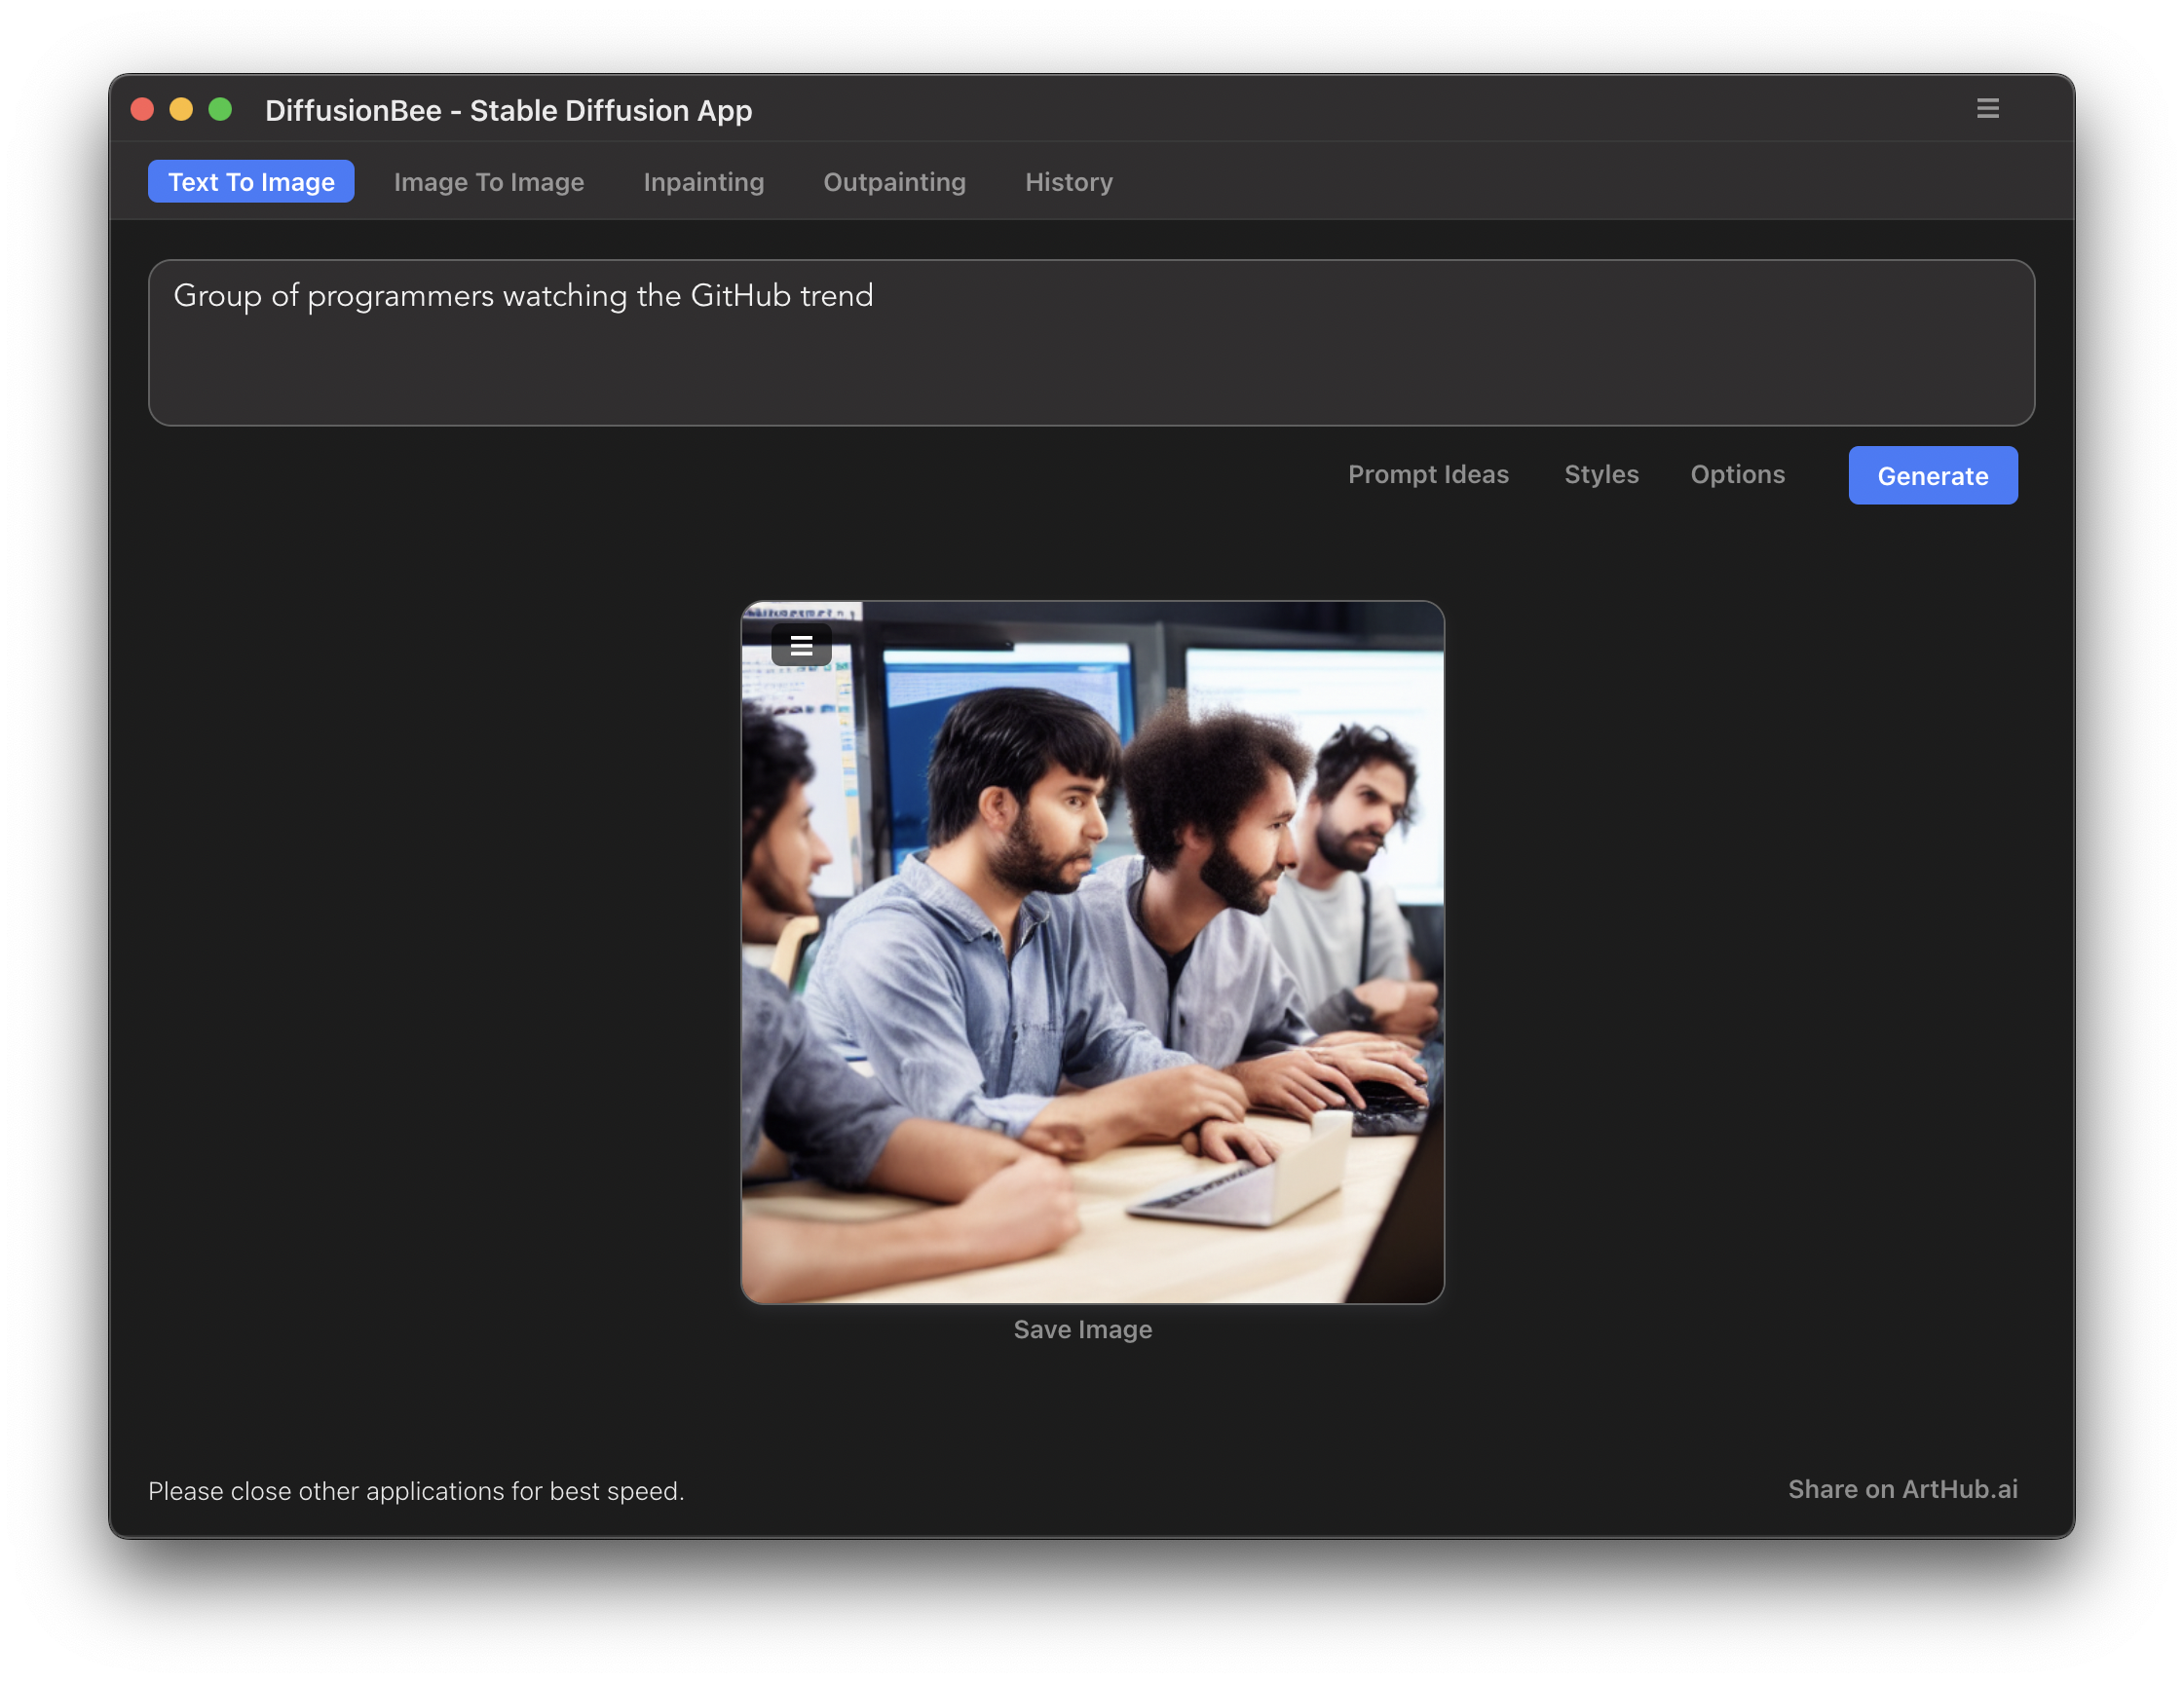 DiffusionBee - Stable Diffusion App
Text To Image
Image To Image
Inpainting
Outpainting
History
Group of programmers watching the GitHub trend
Prompt Ideas
Styles
Options
Generate
Save Image
Please close other applications for best speed.
Share on ArtHub.ai